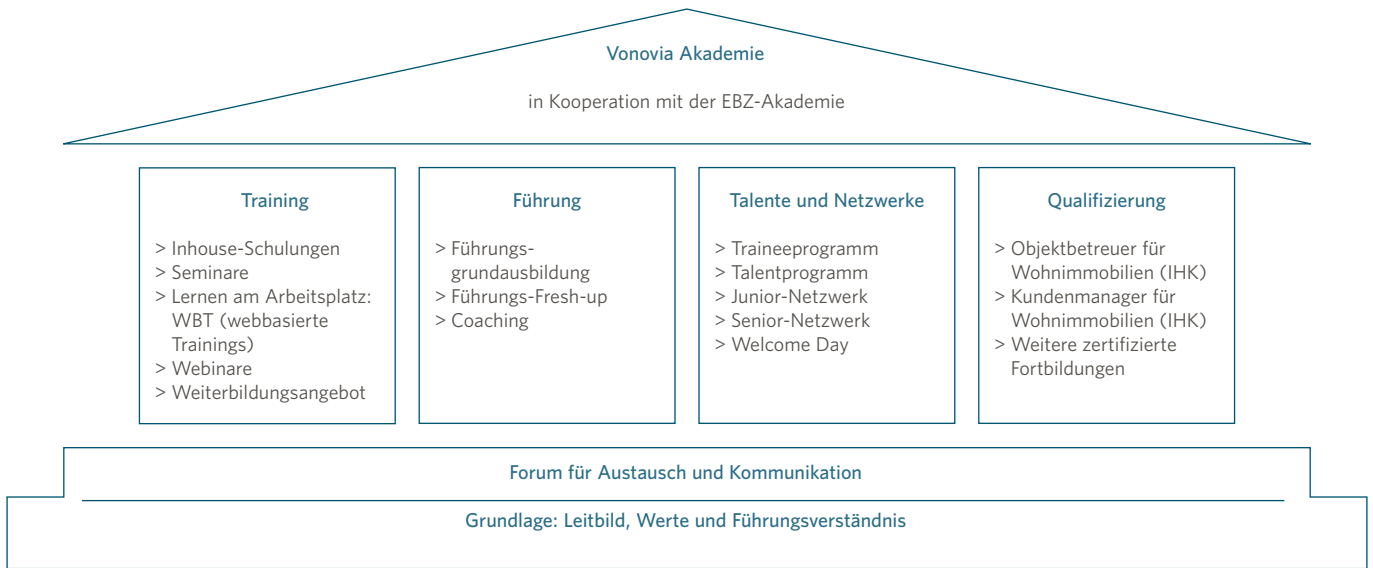 Vonovia Akademie
in Kooperation mit der EBZ-Akademie
Training
> Inhouse-Schulungen
> Seminare
> Lernen am Arbeitsplatz:
WBT (webbasierte
Trainings)
> Webinare
> Weiterbildungsangebot
Führung
> Führungs-
grundausbildung
> Führungs-Fresh-up
> Coaching
Talente und Netzwerke
> Traineeprogramm
> Talentprogramm
> Junior-Netzwerk
> Senior-Netzwerk
> Welcome Day
Qualifizierung
> Objektbetreuer für
Wohnimmobilien (IHK)
> Kundenmanager für
Wohnimmobilien (IHK)
> Weitere zertifizierte
Fortbildungen
Forum für Austausch und Kommunikation
Grundlage: Leitbild, Werte und Führungsverständnis